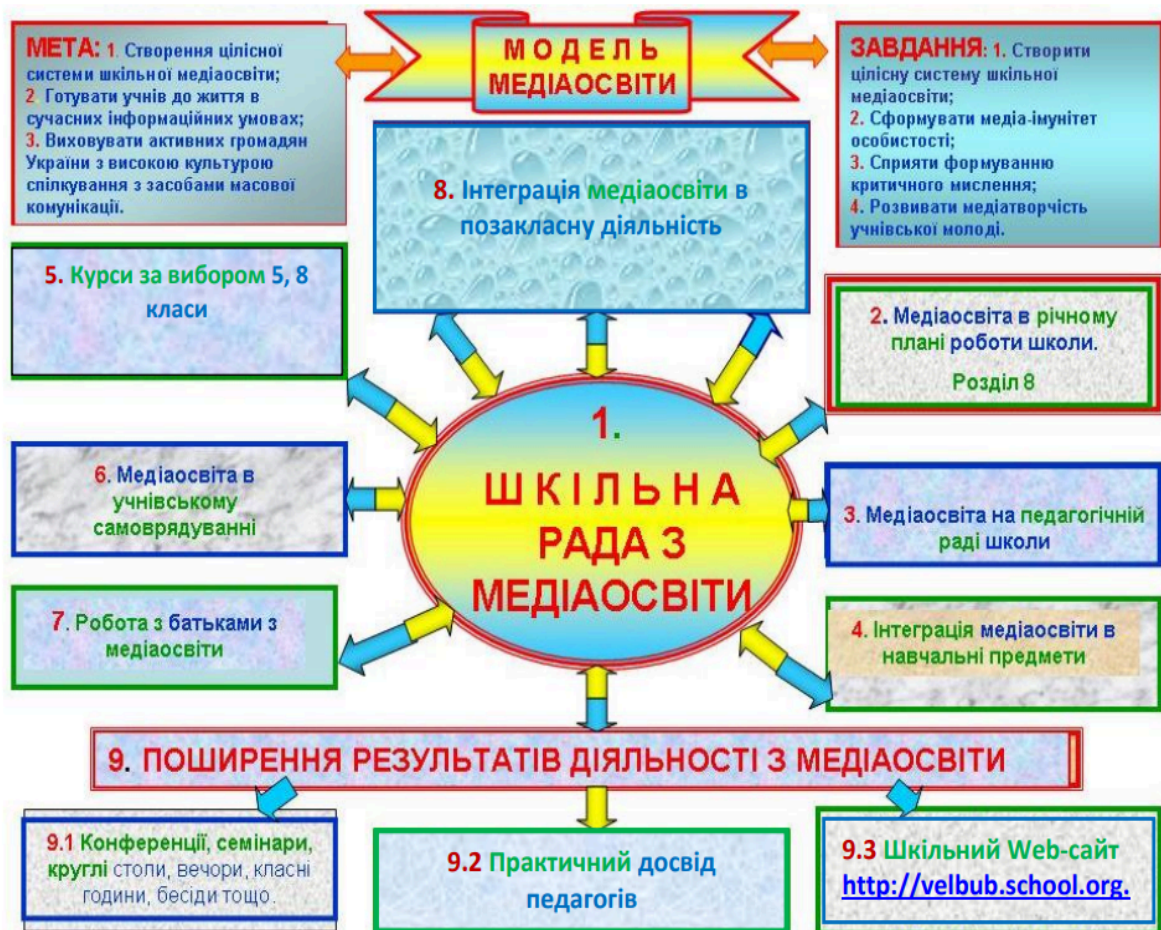 МОДЕЛЬ
МЕДІАОСВІТИ
МЕТА: 1. Створення цілісної
системи шкільної медіаосвіти;
2. Готувати учнів до життя в
сучасних інформаційних умовах;
3. Виховувати активних громадян
України з високою культурою
спілкування з засобами масової
комунікації.
ЗАВДАННЯ: 1. Створити
цілісну систему шкільної
медіаосвіти;
2. Сформувати медіа-імунітет
особистості;
3. Сприяти формуванню
критичного мислення;
4. Розвивати медіатворчість
учнівської молоді.
8. Інтеграція медіаосвіти в
позакласну діяльність
5. Курси за вибором 5, 8
класи
2. Медіаосвіта в річному
плані роботи школи.
Розділ 8
1.
ШКІЛЬНА
РАДА З
МЕДІАОСВІТИ
6. Медіаосвіта в
учнівському
самоврядуванні
3. Медіаосвіта на педагогічній
раді школи
7. Робота з батьками з
медіаосвіти
4. Інтеграція медіаосвіти в
навчальні предмети
9. ПОШИРЕННЯ РЕЗУЛЬТАТІВ ДІЯЛЬНОСТІ З МЕДІАОСВІТИ
9.1 Конференції, семінари,
круглі столи, вечори, класні
години, бесіди тощо.
9.2 Практичний досвід
педагогів
9.3 Шкільний Web-сайт
http://velbub.school.org.